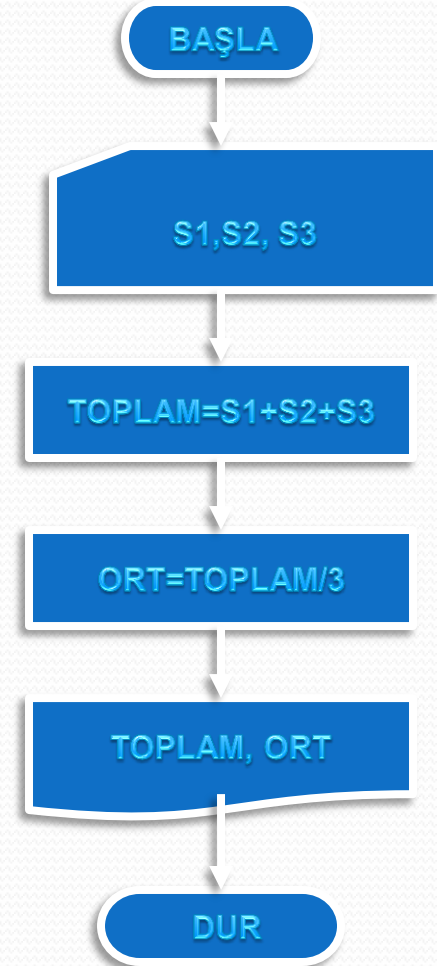 BAŞLA
S1,S2, S3
TOPLAM=S1+S2+S3
ORT=TOPLAM/3
TOPLAM, ORT
DUR